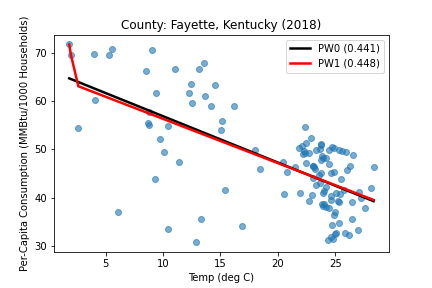 County: Fayette, Kentucky (2018)
PW0 (0.441)
PW1 (0.448)
Per-Capita Consumption (MMBtu/1000 Households)
70
60
50
40
30
5 10 15 20 25
Temp (deg C)